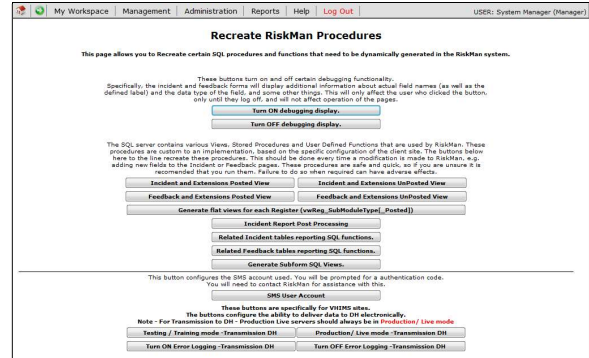 My Workspace Management Administration Reports Help Log Out USER: System Manager (Manager)
Recreate RiskMan Procedures
This page allows you to Recreate certain SQL procedures and functions that need to be dynamically generated in the RiskMan system.
These buttons turn on and off certain debugging functionality.
Specifically, the incident and feedback forms will display additional information about actual field names (as well as the
defined label) and the data type of the field, and some other things. This will only affect the user who clicked the button,
only until they log off, and will not affect operation of the pages.
Turn ON debugging display.
Turn OFF debugging display.
The SQL server contains various Views, Stored Procedures and User Defined Functions that are used by RiskMan. These
procedures are custom to an implementation, based on the specific configuration of the client site. The buttons below
here to the line recreate these procedures. This should be done every time a modification is made to RiskMan, e.g.
adding new fields to the Incident or Feedback pages. These procedures are safe and quick, so if you are unsure it is
recomended that you run them. Failure to do so when required can have adverse effects.
Incident and Extensions Posted View Incident and Extensions UnPosted View
Feedback and Extensions Posted View Feedback and Extensions UnPosted View
Generate flat views for each Register (vwReg_SubModuleType[_Posted])
Incident Report Post Processing
Related Incident tables reporting SQL functions.
Related Feedback tables reporting SQL functions.
Generate Subform SQL Views.
This button configures the SMS account used. You will be prompted for a authentication code.
You will need to contact RiskMan for assistance with this.
SMS User Account
These buttons are specifically for VHIMS sites.
The buttons configure the ability to deliver data to DH electronically.
Note - For Transmission to DH - Production Live servers should always be in Production/ Live mode
Testing / Training mode -Transmission DH Production/ Live mode -Transmission DH
Turn ON Error Logging -Transmission DH Turn OFF Error Logging -Transmission DH